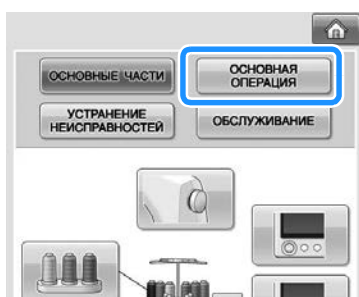 ОСНОВНЫЕ ЧАСТИ
ОСНОВНАЯ
ОПЕРАЦИЯ
УСТРАНЕНИЕ
НЕИСПРАВНОСТЕЙ
ОБСЛУЖИВАНИЕ